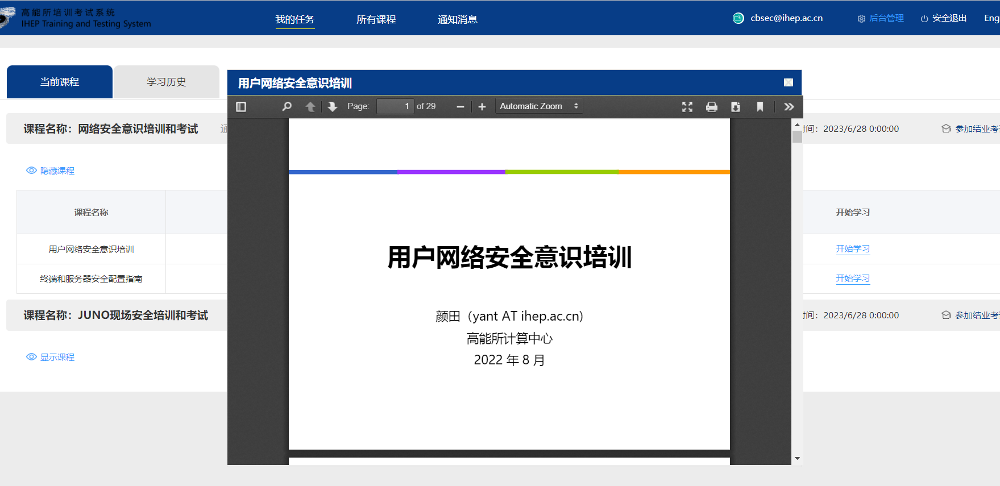 高能所培训考试系统
IHEP Training and Testing System
我的任务
所有课程
通知消息
cbsec@ihep.ac.cn
后台管理
安全退出
Eng
当前课程
学习历史
用户网络安全意识培训
Page:
1
of 29
Automatic Zoom
课程名称：网络安全意识培训和考试
通
时间：2023/6/28 0:00:00
参加结业考
隐藏课程
课程名称
开始学习
用户网络安全意识培训
开始学习
终端和服务器安全配置指南
开始学习
课程名称：JUNO现场安全培训和考试
时间：2023/6/28 0:00:00
参加结业考
显示课程
用户网络安全意识培训
颜田（yant AT ihep.ac.cn)
高能所计算中心
2022 年 8 月